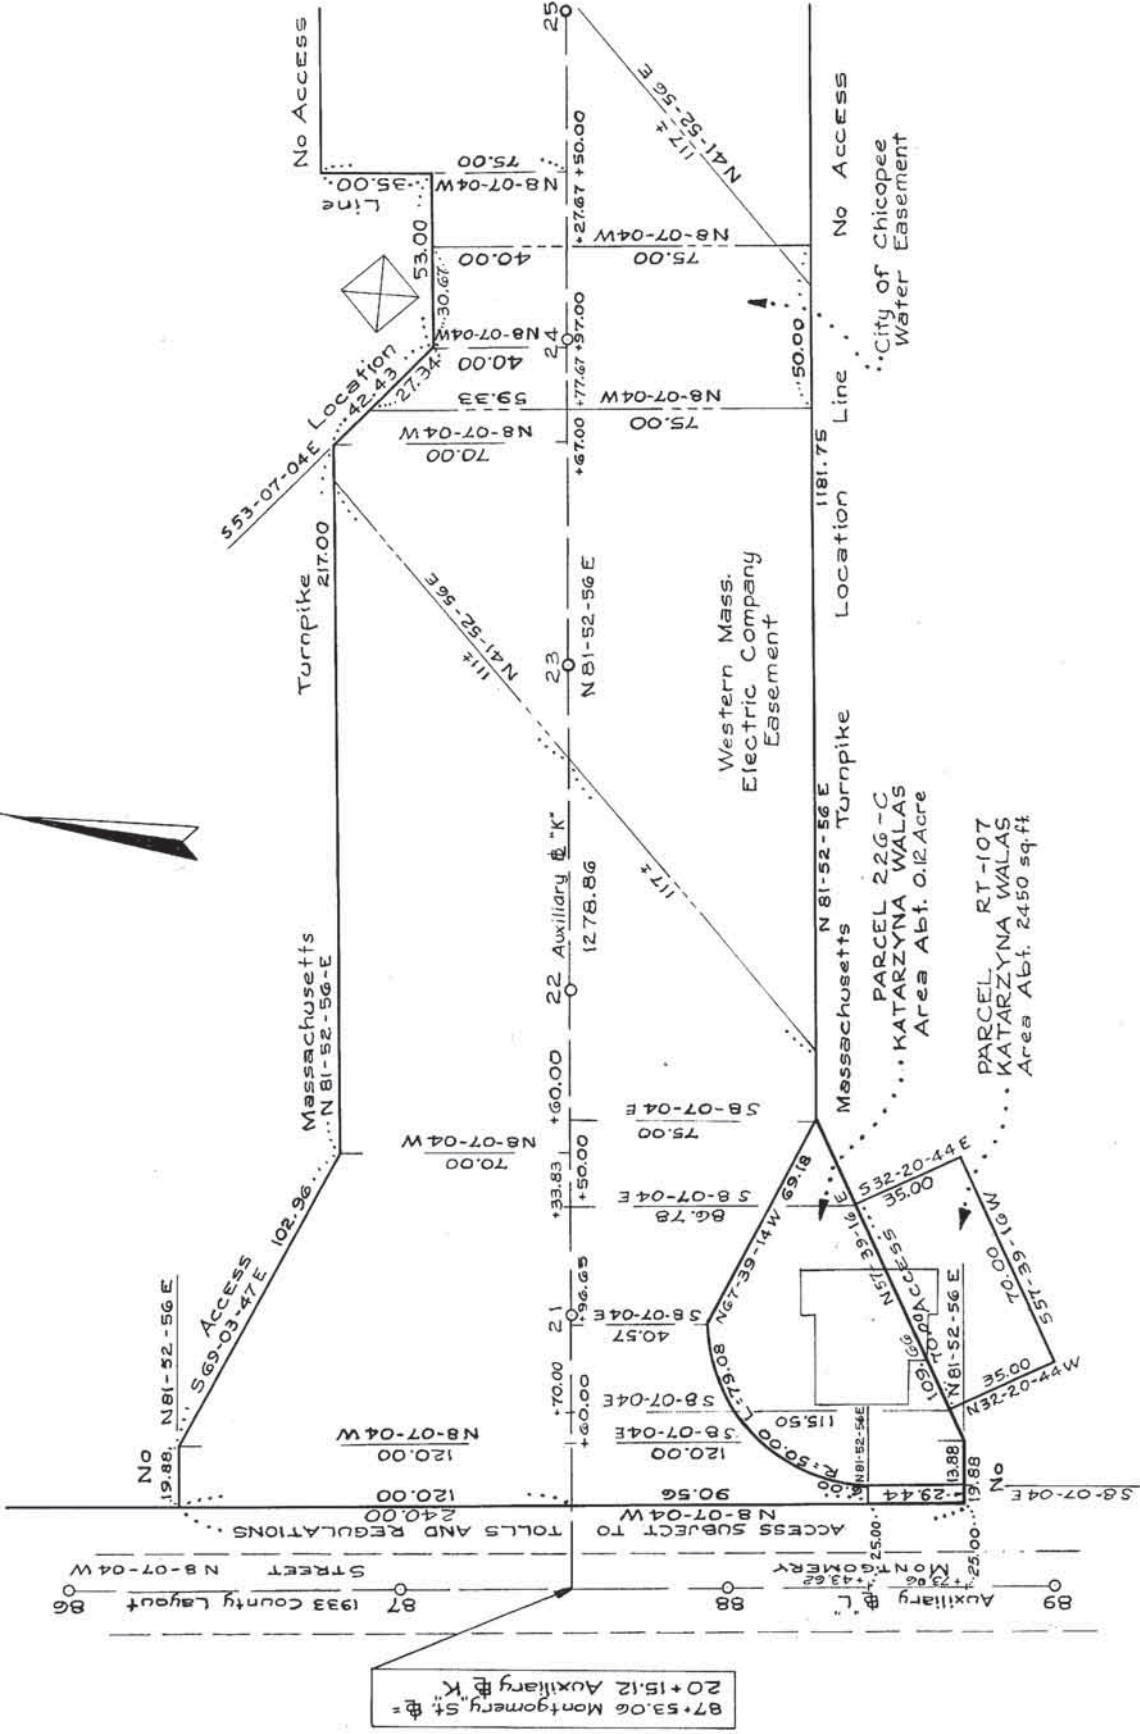 No Access
25
No Access
N8-07-04W
75.00
35.00
Line
+50.00
+27.67
N41-52-56E
117±
53.00
30.67
N8-07-04W
40.00
75.00
City of Chicopee
Water Easement
N8-07-04W
40.00
24
+97.00
+77.67
50.00
Location
42.43
27.34
59.33
N8-07-04W
75.00
S53-07-04E
N8-07-04W
70.00
+67.00
1181.75
Location Line
Turnpike
217.00
N41-52-56E
111±
23
N81-52-56E
Western Mass.
Electric Company
Easement
117±
22
Auxiliary ℄ "K"
1278.86
N81-52-56E
Massachusetts Turnpike
Massachusetts
N81-52-56-E
PARCEL 226-C
KATARZYNA WALAS
Area Abt. 0.12 Acre
PARCEL RT-107
KATARZYNA WALAS
Area Abt. 2450 sq.ft
N8-07-04W
70.00
+60.00
+50.00
+33.83
S8-07-04E
75.00
S8-07-04E
86.78
69.18
N67-39-14W
S32-20-44E
35.00
N57-39-16E
Access
109.66
70.00
S57-39-16W
70.00
35.00
N32-20-44W
102.96
Access
S69-03-47E
N81-52-56E
No
19.88
21
+96.65
S8-07-04E
40.57
L=79.08
R=50.00
+70.00
+60.00
S8-07-04E
115.50
S8-07-04E
120.00
N8-07-04W
120.00
N81-52-56E
N81-52-56E
13.88
19.88
No
S8-07-04E
29.44
90.56
N8-07-04W
120.00
240.00
ACCESS SUBJECT TO TOLLS AND REGULATIONS
25.00
25.00
MONTGOMERY STREET
N8-07-04W
+73.06
+43.62
86
1933 County Layout
87
88
Auxiliary ℄ "L"
89
87+53.06 Montgomery St. ℄ =
20+15.12 Auxiliary ℄ "K"